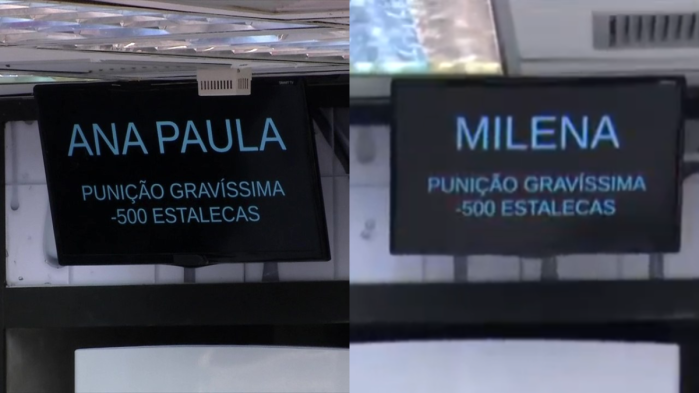 ANA PAULA
PUNIÇÃO GRAVÍSSIMA
-500 ESTALECAS
MILENA
PUNIÇÃO GRAVÍSSIMA
-500 ESTALECAS